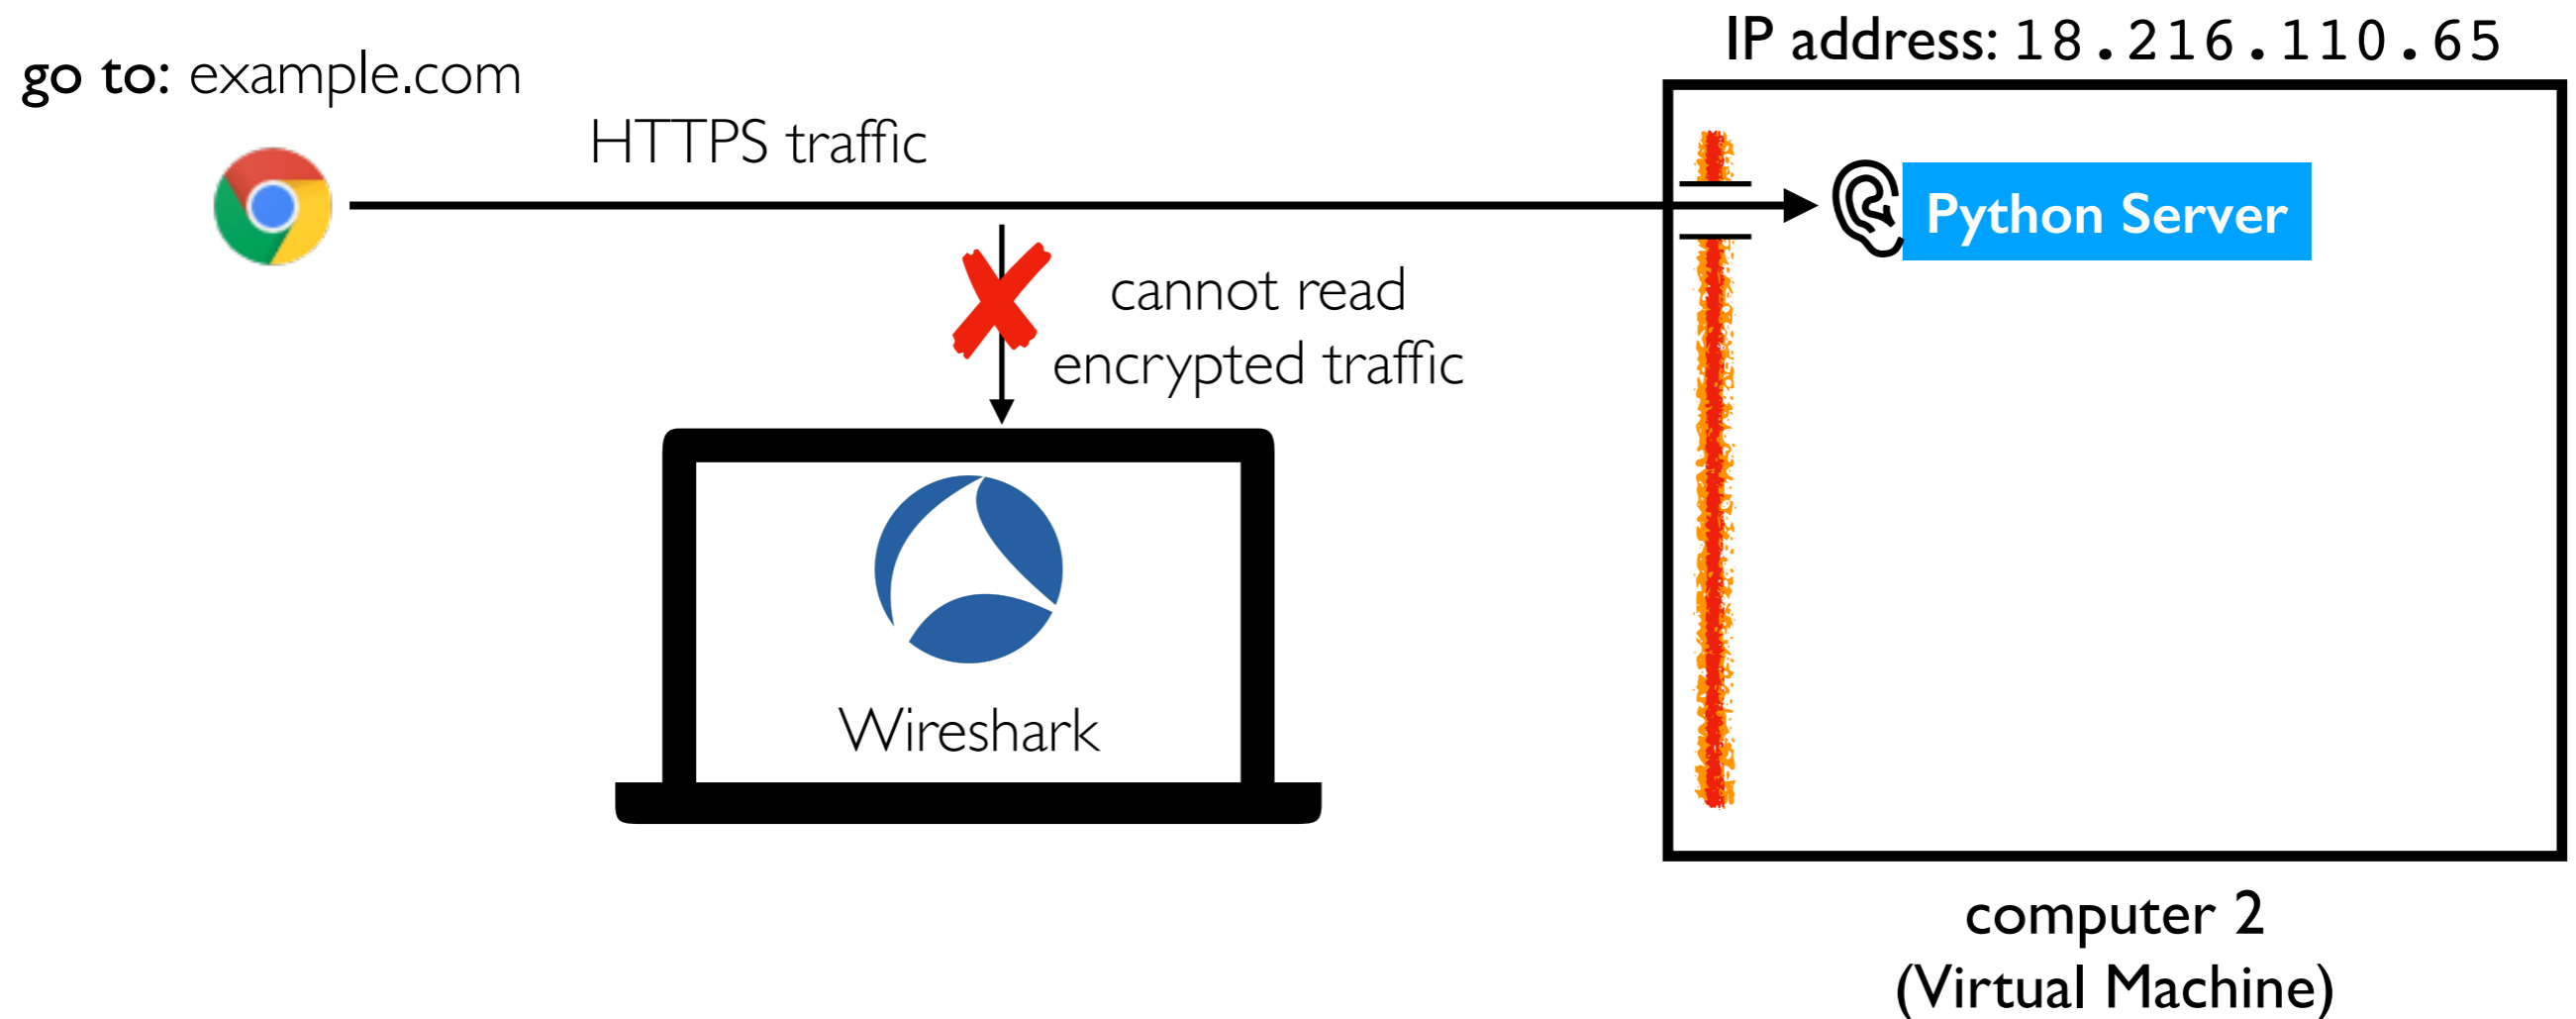 IP address: 18.216.110.65
go to: example.com
HTTPS traffic
Python Server
cannot read
encrypted traffic
Wireshark
computer 2
(Virtual Machine)